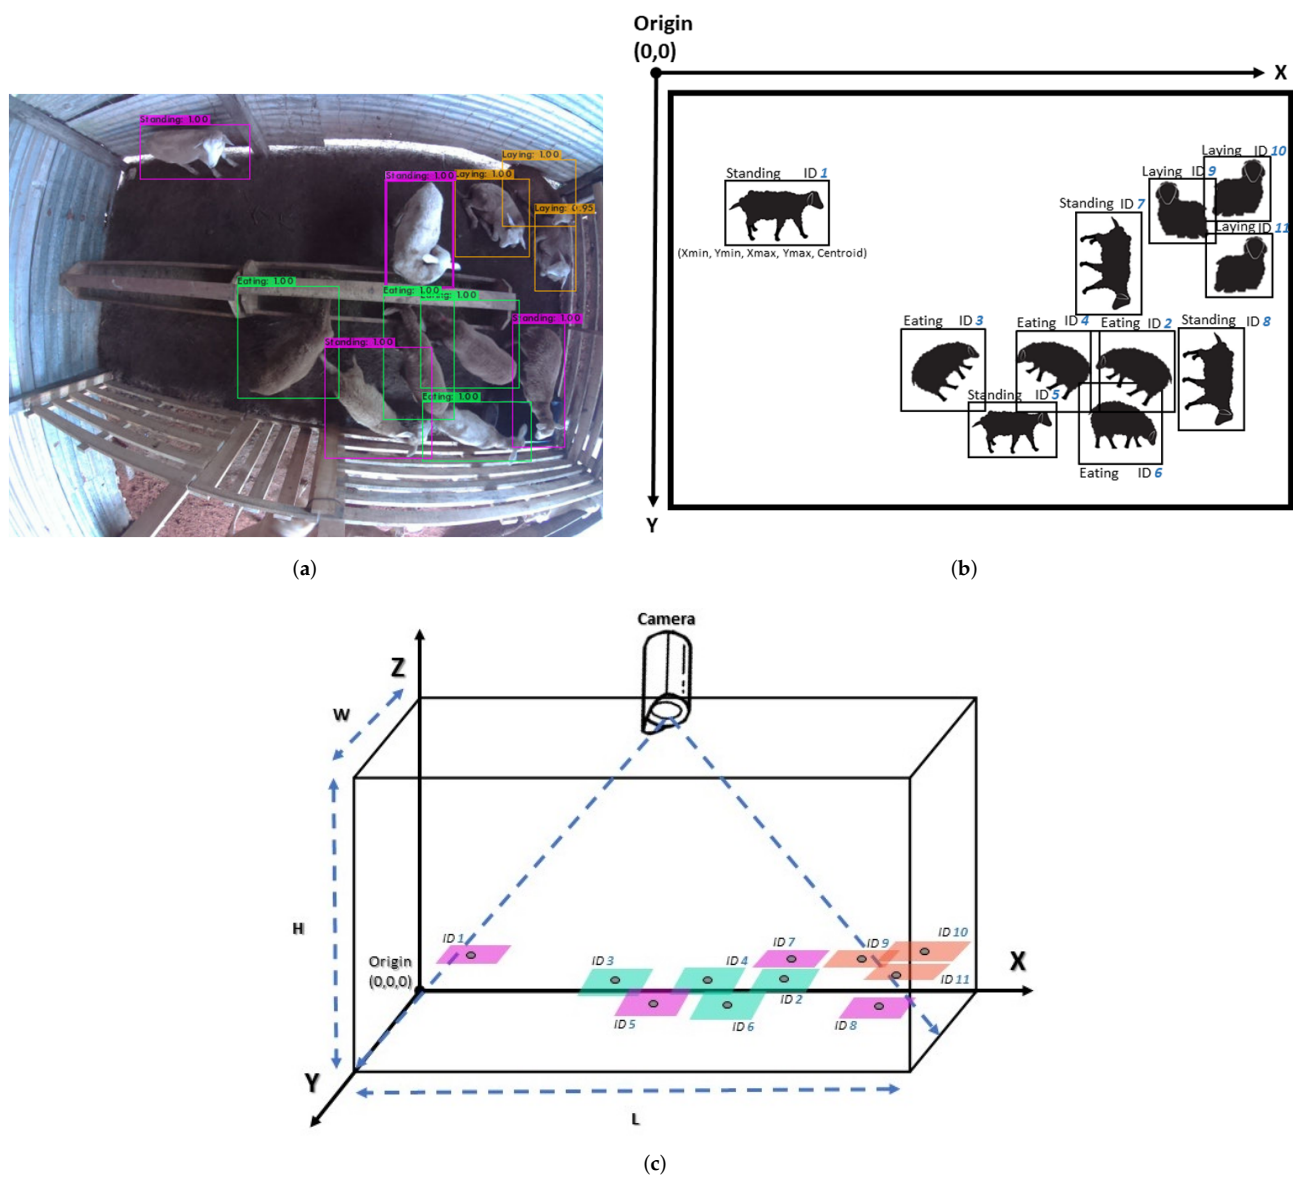 Origin
(0,0)
X
Standing: 1.00
Laying: 1.00
Standing: 1.00
Laying: 1.00
Laying: 0.95
Eating: 1.00
Eating: 1.00
Eating: 1.00
Standing: 1.00
Standing: 1.00
Eating: 1.00
Laying ID 10
Standing ID 1
Laying ID 9
Standing ID 7
Laying ID 11
(Xmin, Ymin, Xmax, Ymax, Centroid)
Eating ID 3
Eating ID 4
Eating ID 2
Standing ID 8
Standing ID 5
Eating ID 6
Y
(a)
(b)
Camera
Z
W
H
ID 1
ID 3
ID 4
ID 7
ID 9
ID 10
Origin
(0,0,0)
X
ID 11
ID 2
ID 5
ID 6
ID 8
Y
L
(c)